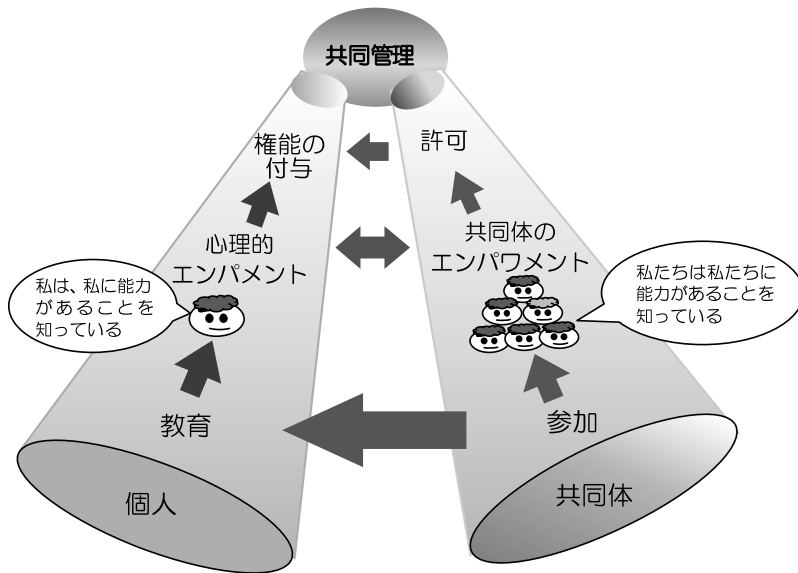 共同管理
権能の
付与
許可
心理的
エンパメント
共同体の
エンパワメント
私は、私に能力
があることを
知っている
私たちは私たちに
能力があることを
知っている
教育
参加
個人
共同体